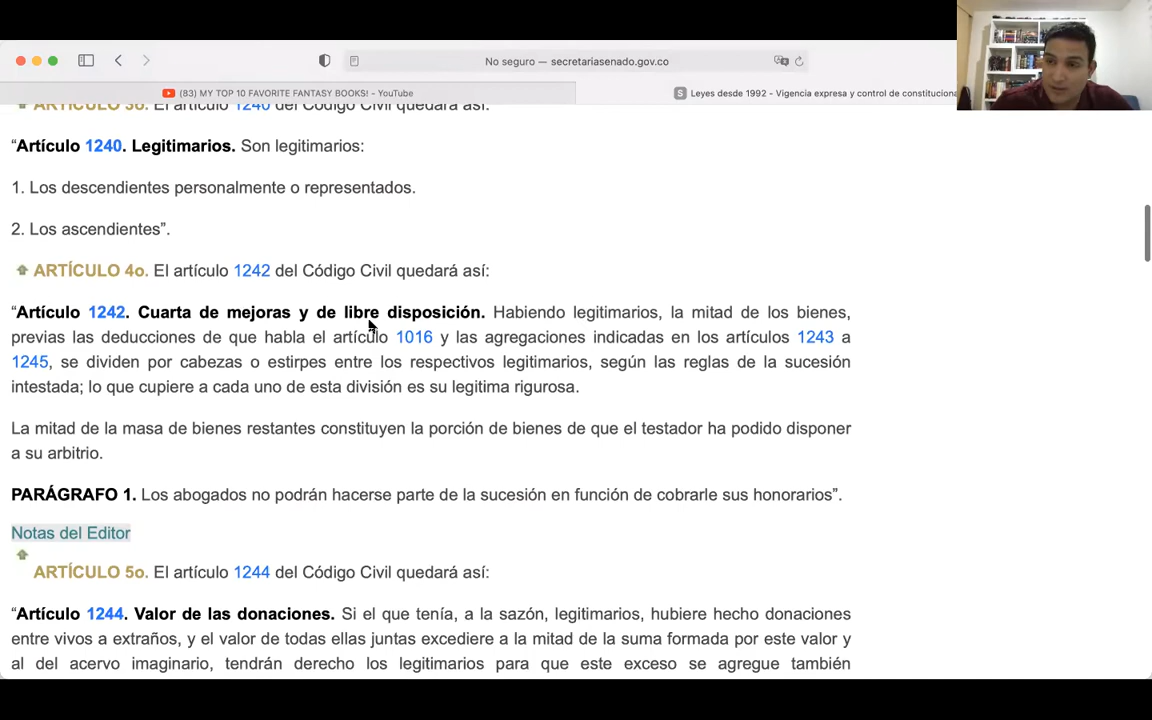 No seguro — secretariasenado.gov.co
(83) MY TOP 10 FAVORITE FANTASY BOOKS! - YouTube
S Leyes desde 1992 - Vigencia expresa y control de constituciona
ARTÍCULO 3o. El artículo 1240 del Código Civil quedará así:
“Artículo 1240. Legitimarios. Son legitimarios:
1. Los descendientes personalmente o representados.
2. Los ascendientes”.
ARTÍCULO 4o. El artículo 1242 del Código Civil quedará así:
“Artículo 1242. Cuarta de mejoras y de libre disposición. Habiendo legitimarios, la mitad de los bienes,
previas las deducciones de que habla el artículo 1016 y las agregaciones indicadas en los artículos 1243 a
1245, se dividen por cabezas o estirpes entre los respectivos legitimarios, según las reglas de la sucesión
intestada; lo que cupiere a cada uno de esta división es su legitima rigurosa.
La mitad de la masa de bienes restantes constituyen la porción de bienes de que el testador ha podido disponer
a su arbitrio.
PARÁGRAFO 1. Los abogados no podrán hacerse parte de la sucesión en función de cobrarle sus honorarios”.
Notas del Editor
ARTÍCULO 5o. El artículo 1244 del Código Civil quedará así:
“Artículo 1244. Valor de las donaciones. Si el que tenía, a la sazón, legitimarios, hubiere hecho donaciones
entre vivos a extraños, y el valor de todas ellas juntas excediere a la mitad de la suma formada por este valor y
al del acervo imaginario, tendrán derecho los legitimarios para que este exceso se agregue también